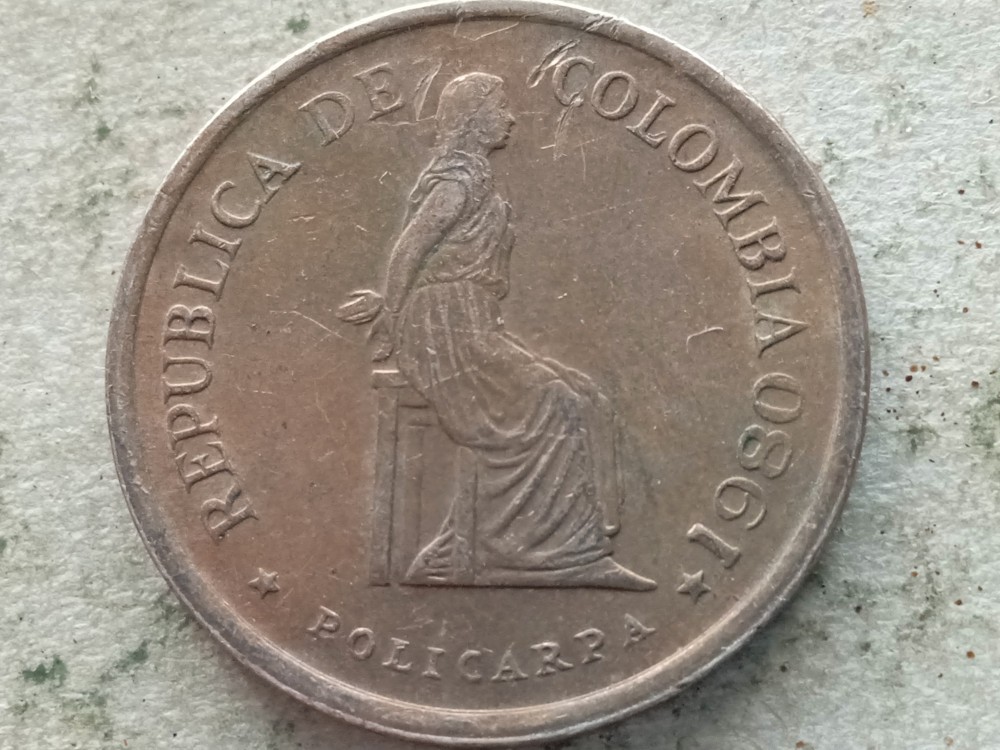 REPUBLICA DE COLOMBIA 1980
POLICARPA